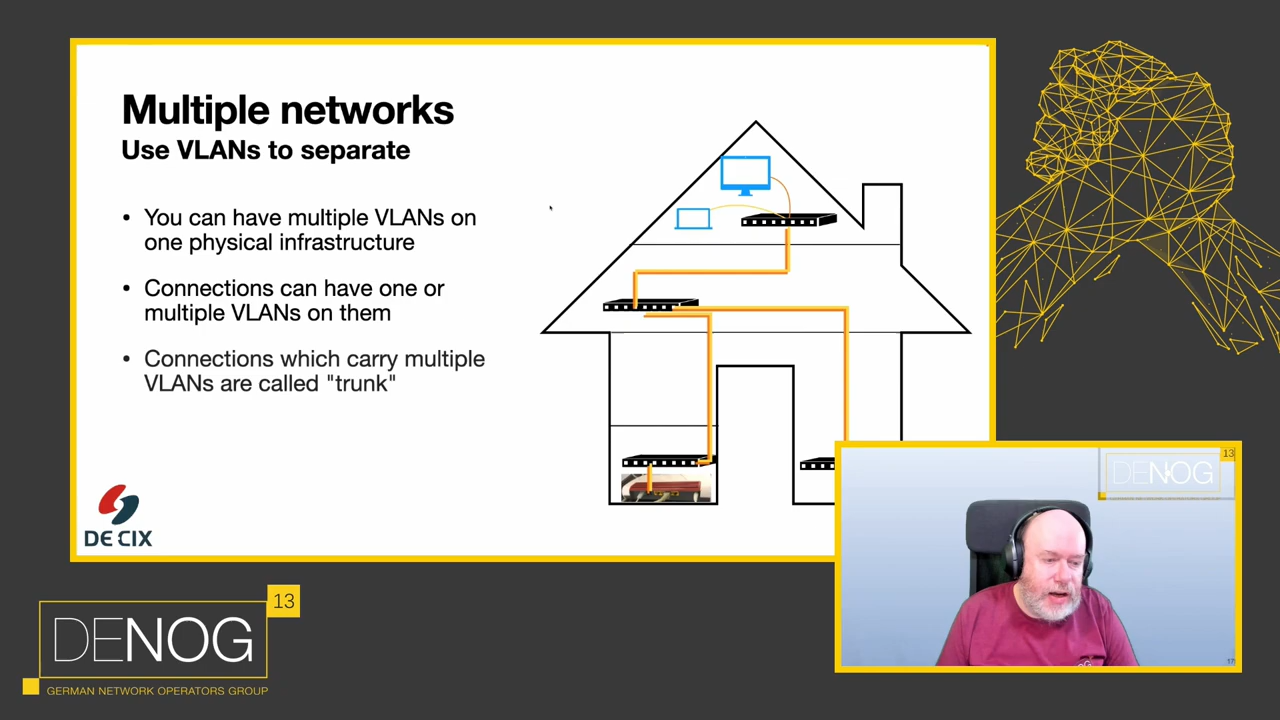 Multiple networks
Use VLANs to separate
• You can have multiple VLANs on
one physical infrastructure
• Connections can have one or
multiple VLANs on them
• Connections which carry multiple
VLANs are called "trunk"
DE CIX
DENOG
13
13
DENOG
GERMAN NETWORK OPERATORS GROUP
17